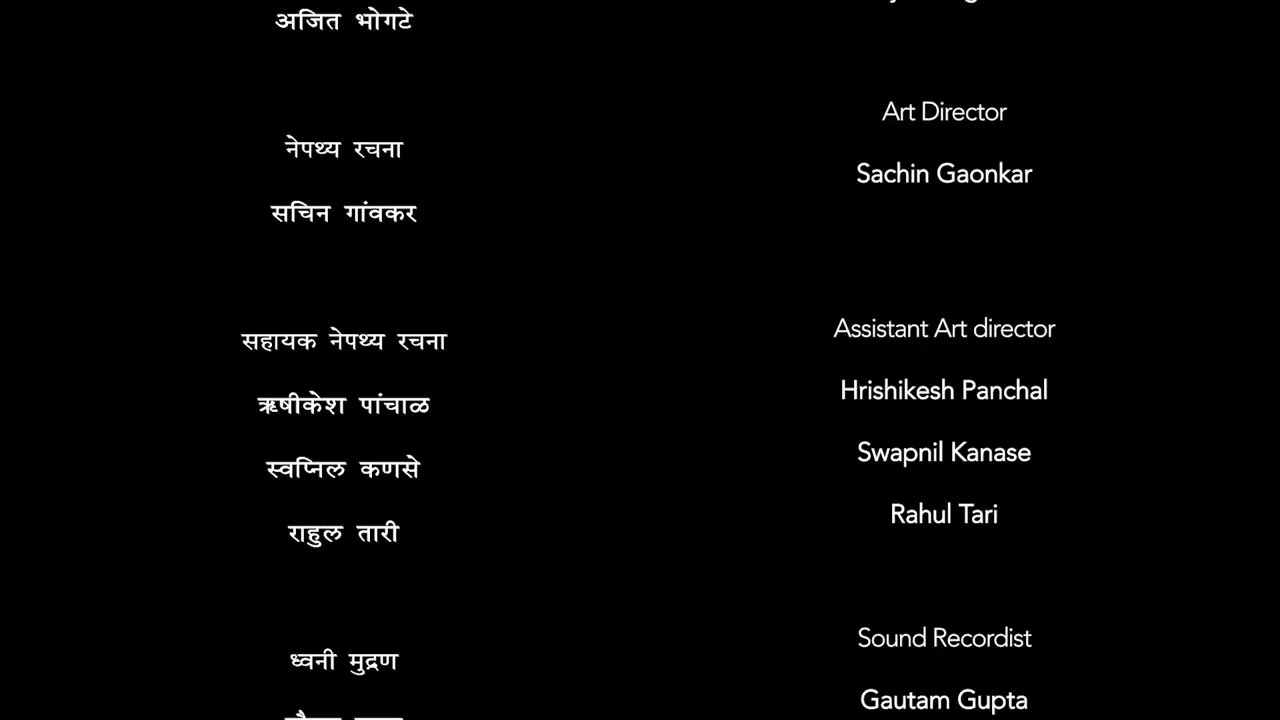 अजित भोगटे
नेपथ्य रचना
सचिन गांवकर
सहायक नेपथ्य रचना
ऋषीकेश पांचाळ
स्वप्निल कणसे
राहुल तारी
ध्वनी मुद्रण
Art Director
Sachin Gaonkar
Assistant Art director
Hrishikesh Panchal
Swapnil Kanase
Rahul Tari
Sound Recordist
Gautam Gupta